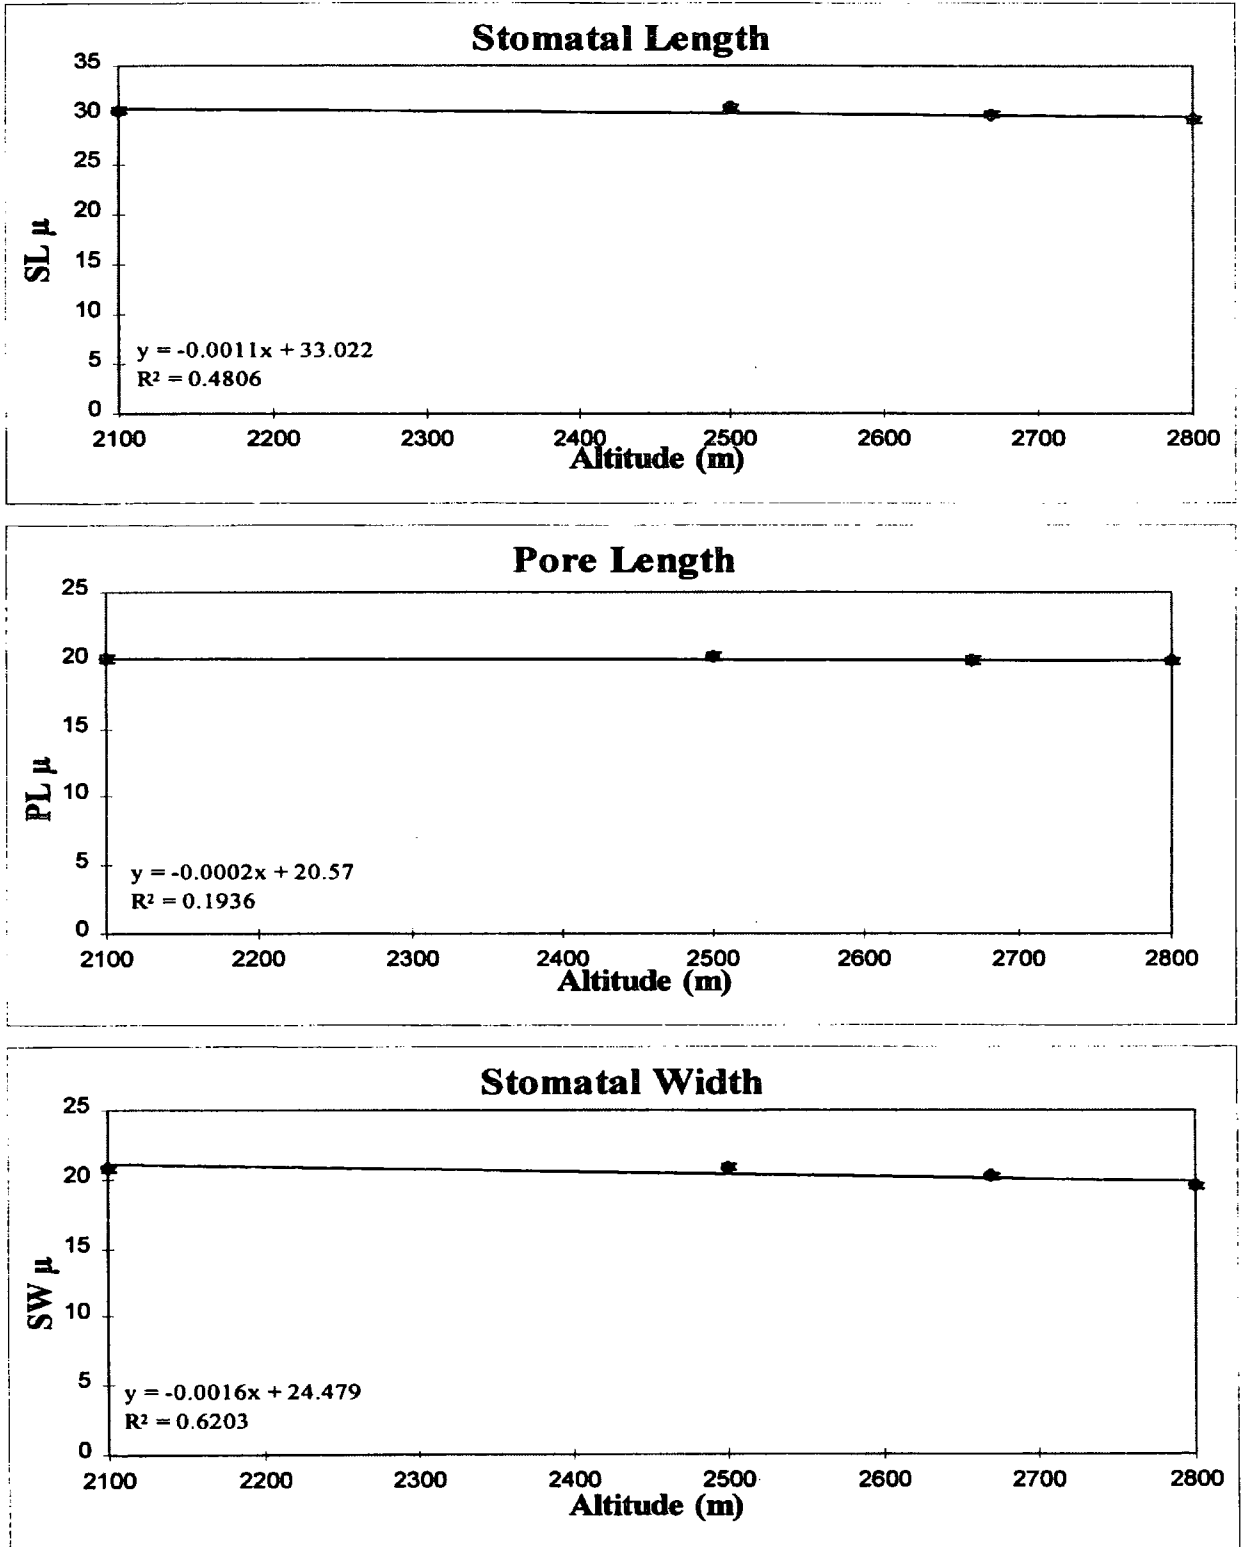 Stomatal Length
35
30
25
20
15
10
5
0
SL μ
y = -0.0011x + 33.022
R² = 0.4806
2100 2200 2300 2400 2500 2600 2700 2800
Altitude (m)
Pore Length
25
20
15
10
5
0
PL μ
y = -0.0002x + 20.57
R² = 0.1936
2100 2200 2300 2400 2500 2600 2700 2800
Altitude (m)
Stomatal Width
25
20
15
10
5
0
SW μ
y = -0.0016x + 24.479
R² = 0.6203
2100 2200 2300 2400 2500 2600 2700 2800
Altitude (m)